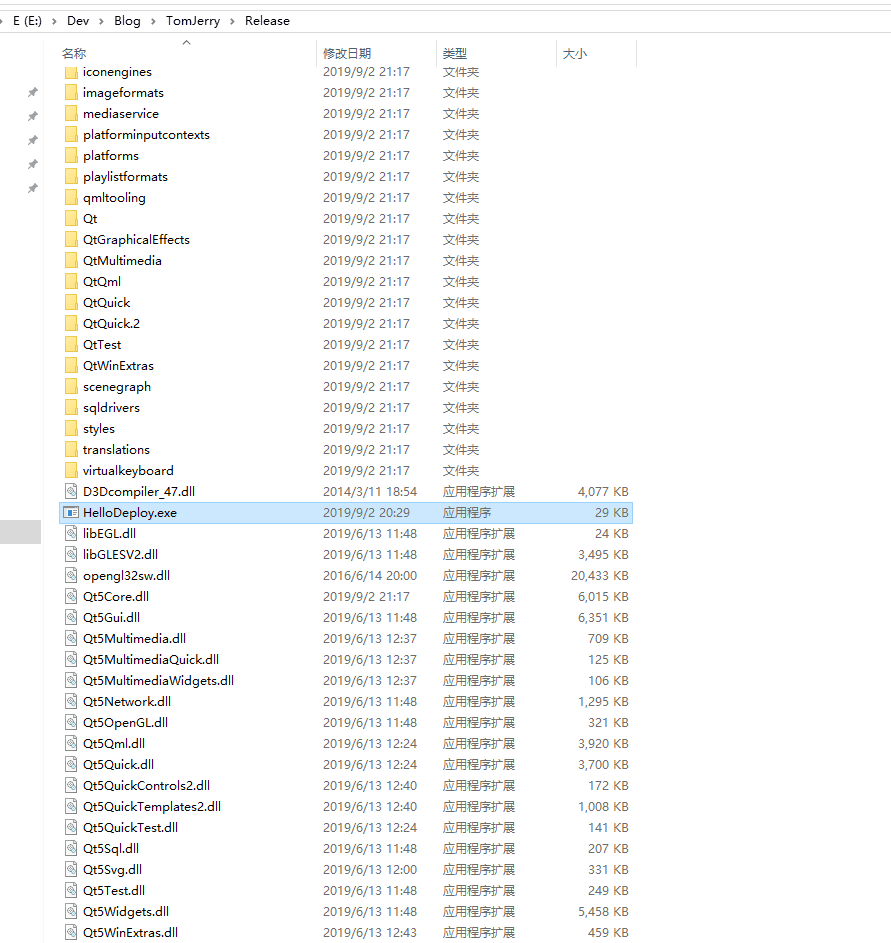 E (E:) > Dev > Blog > TomJerry > Release
名称 修改日期 类型 大小
iconengines 2019/9/2 21:17 文件夹
imageformats 2019/9/2 21:17 文件夹
mediaservice 2019/9/2 21:17 文件夹
platforminputcontexts 2019/9/2 21:17 文件夹
platforms 2019/9/2 21:17 文件夹
playlistformats 2019/9/2 21:17 文件夹
qmltooling 2019/9/2 21:17 文件夹
Qt 2019/9/2 21:17 文件夹
QtGraphicalEffects 2019/9/2 21:17 文件夹
QtMultimedia 2019/9/2 21:17 文件夹
QtQml 2019/9/2 21:17 文件夹
QtQuick 2019/9/2 21:17 文件夹
QtQuick.2 2019/9/2 21:17 文件夹
QtTest 2019/9/2 21:17 文件夹
QtWinExtras 2019/9/2 21:17 文件夹
scenegraph 2019/9/2 21:17 文件夹
sqldrivers 2019/9/2 21:17 文件夹
styles 2019/9/2 21:17 文件夹
translations 2019/9/2 21:17 文件夹
virtualkeyboard 2019/9/2 21:17 文件夹
D3Dcompiler_47.dll 2014/3/11 18:54 应用程序扩展 4,077 KB
HelloDeploy.exe 2019/9/2 20:29 应用程序 29 KB
libEGL.dll 2019/6/13 11:48 应用程序扩展 24 KB
libGLESV2.dll 2019/6/13 11:48 应用程序扩展 3,495 KB
opengl32sw.dll 2016/6/14 20:00 应用程序扩展 20,433 KB
Qt5Core.dll 2019/9/2 21:17 应用程序扩展 6,015 KB
Qt5Gui.dll 2019/6/13 11:48 应用程序扩展 6,351 KB
Qt5Multimedia.dll 2019/6/13 12:37 应用程序扩展 709 KB
Qt5MultimediaQuick.dll 2019/6/13 12:37 应用程序扩展 125 KB
Qt5MultimediaWidgets.dll 2019/6/13 12:37 应用程序扩展 106 KB
Qt5Network.dll 2019/6/13 11:48 应用程序扩展 1,295 KB
Qt5OpenGL.dll 2019/6/13 11:48 应用程序扩展 321 KB
Qt5Qml.dll 2019/6/13 12:24 应用程序扩展 3,920 KB
Qt5Quick.dll 2019/6/13 12:24 应用程序扩展 3,700 KB
Qt5QuickControls2.dll 2019/6/13 12:40 应用程序扩展 172 KB
Qt5QuickTemplates2.dll 2019/6/13 12:40 应用程序扩展 1,008 KB
Qt5QuickTest.dll 2019/6/13 12:24 应用程序扩展 141 KB
Qt5Sql.dll 2019/6/13 11:48 应用程序扩展 207 KB
Qt5Svg.dll 2019/6/13 12:00 应用程序扩展 331 KB
Qt5Test.dll 2019/6/13 11:48 应用程序扩展 249 KB
Qt5Widgets.dll 2019/6/13 11:48 应用程序扩展 5,458 KB
Qt5WinExtras.dll 2019/6/13 12:43 应用程序扩展 459 KB